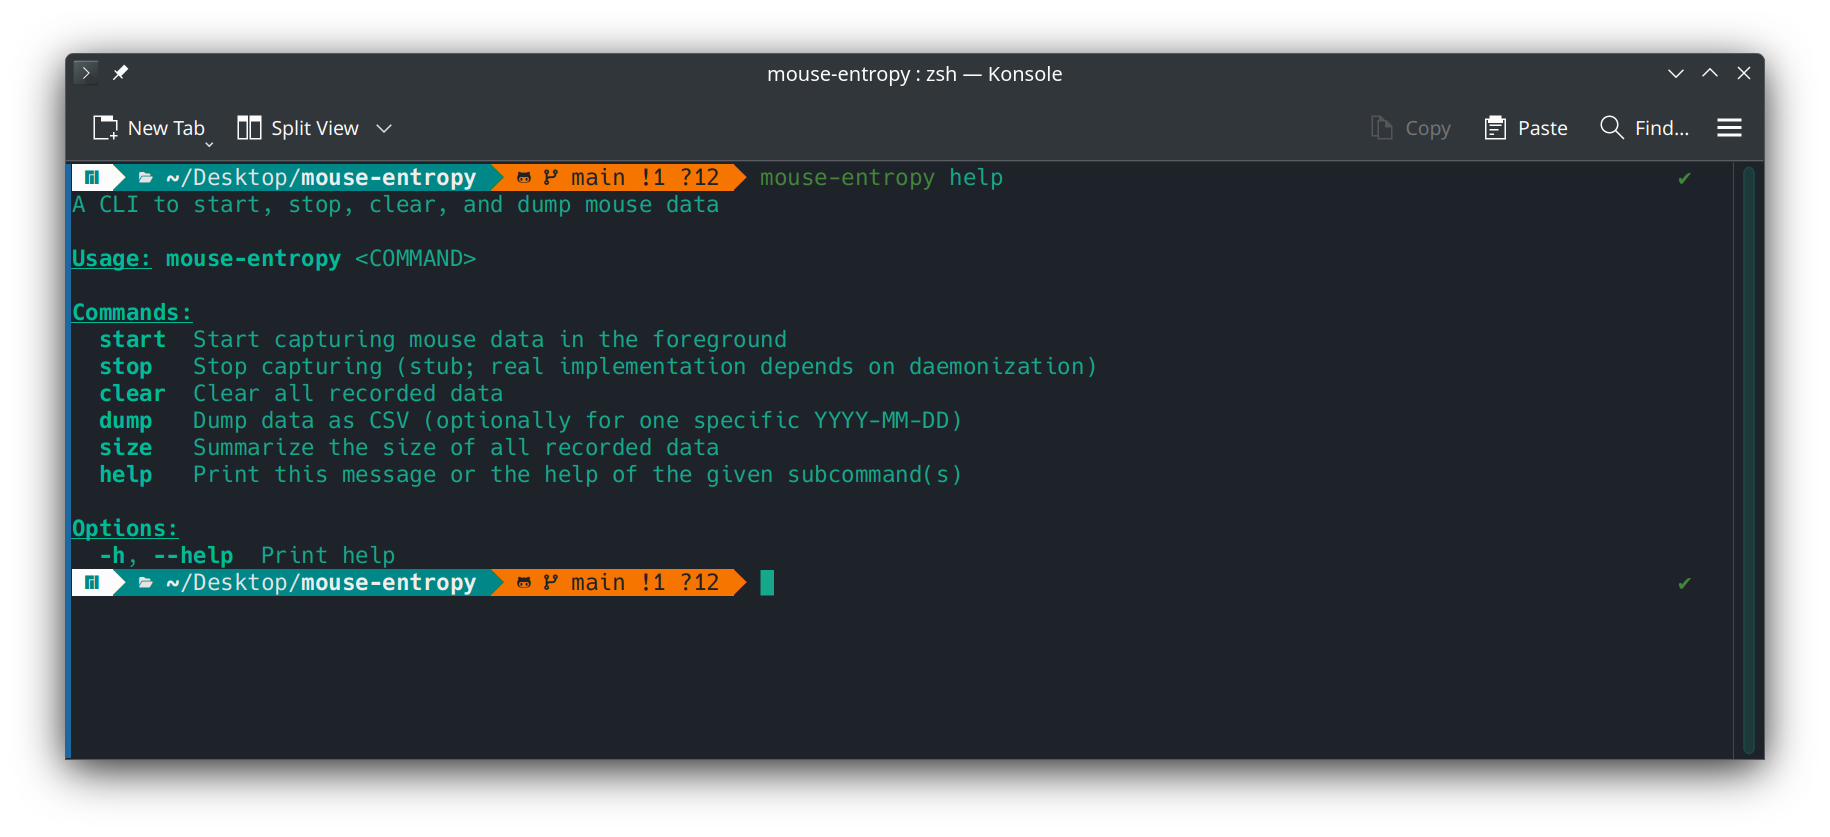 mouse-entropy : zsh — Konsole
New Tab Split View Copy Paste Find...
~/Desktop/mouse-entropy main !1 ?12 mouse-entropy help ✔
A CLI to start, stop, clear, and dump mouse data
Usage: mouse-entropy <COMMAND>
Commands:
start Start capturing mouse data in the foreground
stop Stop capturing (stub; real implementation depends on daemonization)
clear Clear all recorded data
dump Dump data as CSV (optionally for one specific YYYY-MM-DD)
size Summarize the size of all recorded data
help Print this message or the help of the given subcommand(s)
Options:
-h, --help Print help
~/Desktop/mouse-entropy main !1 ?12 ✔